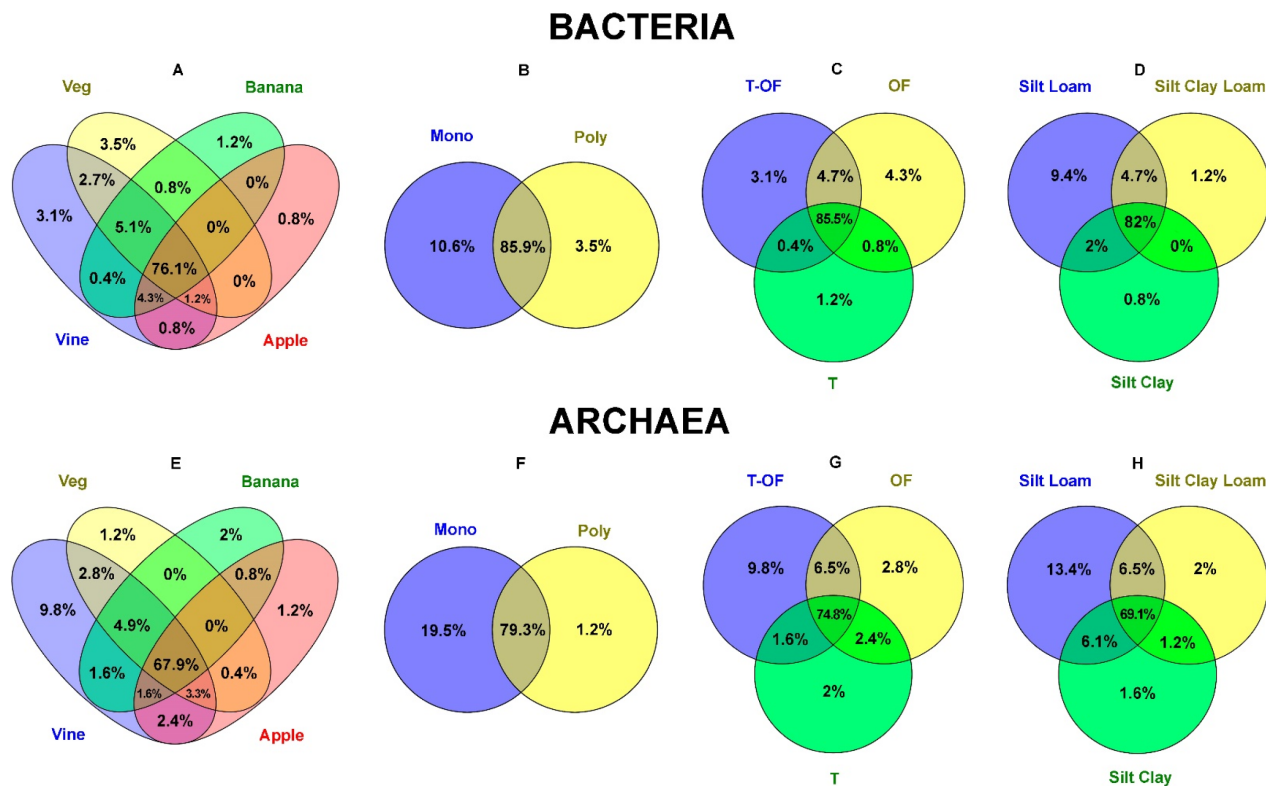 BACTERIA
A
B
C
D
Veg
Banana
T-OF
OF
Silt Loam
Silt Clay Loam
3.5%
1.2%
Mono
Poly
2.7%
0.8%
0%
3.1%
4.7%
4.3%
9.4%
4.7%
1.2%
3.1%
5.1%
0%
0.8%
85.5%
82%
10.6%
85.9%
3.5%
0.4%
0.8%
2%
0%
0.4%
76.1%
0%
4.3%
1.2%
1.2%
0.8%
0.8%
Vine
Apple
T
Silt Clay
ARCHAEA
E
F
G
H
Veg
Banana
T-OF
OF
Silt Loam
Silt Clay Loam
1.2%
2%
Mono
Poly
2.8%
0%
0.8%
9.8%
6.5%
2.8%
13.4%
6.5%
2%
9.8%
4.9%
0%
1.2%
74.8%
69.1%
19.5%
79.3%
1.2%
1.6%
2.4%
6.1%
1.2%
1.6%
67.9%
0.4%
1.6%
3.3%
2%
1.6%
2.4%
Vine
Apple
T
Silt Clay